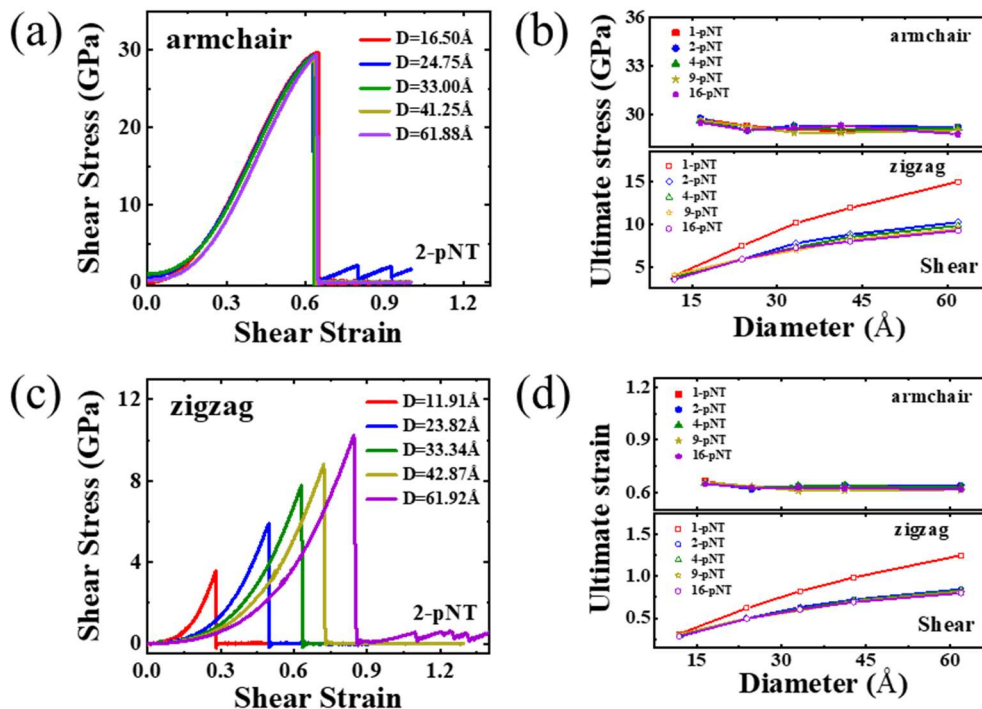 (a)
armchair
D=16.50Å
D=24.75Å
D=33.00Å
D=41.25Å
D=61.88Å
2-pNT
Shear Stress (GPa)
30
20
10
0
0.0 0.3 0.6 0.9 1.2
Shear Strain
(b)
Ultimate stress (GPa)
36
33
30
1-pNT
2-pNT
4-pNT
9-pNT
16-pNT
armchair
15
10
5
1-pNT
2-pNT
4-pNT
9-pNT
16-pNT
zigzag
Shear
15 30 45 60
Diameter (Å)
(c)
zigzag
D=11.91Å
D=23.82Å
D=33.34Å
D=42.87Å
D=61.92Å
2-pNT
Shear Stress (GPa)
12
8
4
0
0.0 0.3 0.6 0.9 1.2
Shear Strain
(d)
Ultimate strain
1.2
0.9
0.6
1-pNT
2-pNT
4-pNT
9-pNT
16-pNT
armchair
1.5
1.0
0.5
1-pNT
2-pNT
4-pNT
9-pNT
16-pNT
zigzag
Shear
15 30 45 60
Diameter (Å)